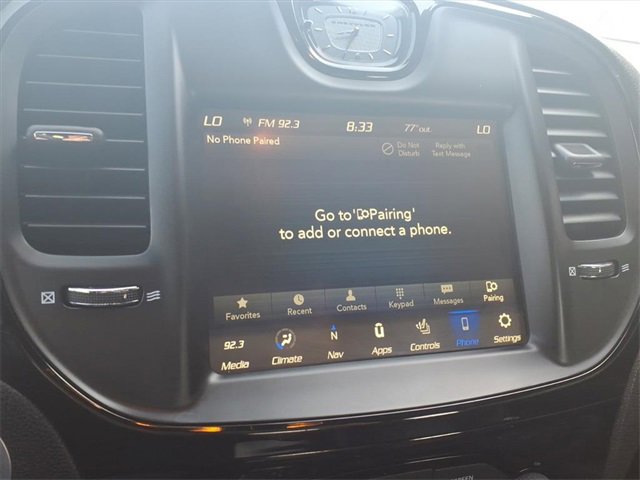 CHRYSLER
LO FM 92.3 8:33 77°out. LO
No Phone Paired
Do Not Disturb
Reply with Text Message
Go to 'Pairing'
to add or connect a phone.
Favorites Recent Contacts Keypad Messages Pairing
92.3 N
Media Climate Nav Apps Controls Phone Settings
SCREEN